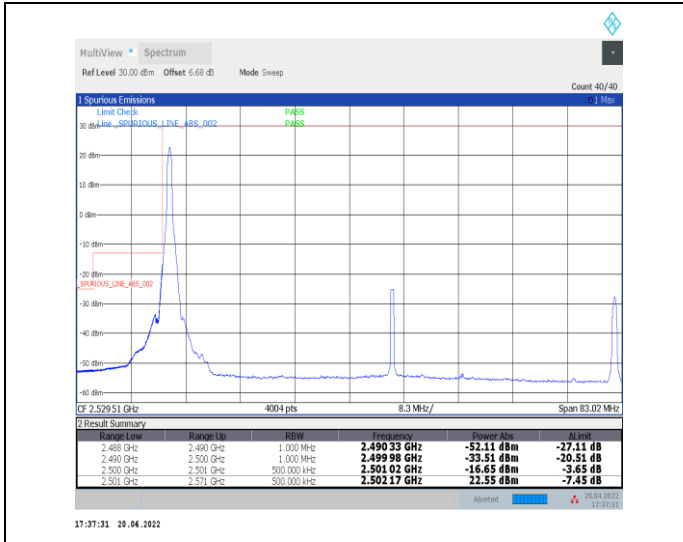 MultiView Spectrum
Ref Level 30.00 dBm Offset 6.68 dB Mode Sweep
Count 40/40
1 Spurious Emissions 1 Max
Limit Check PASS
Line _SPURIOUS_LINE_ABS_002 PASS
30 dBm
20 dBm
10 dBm
0 dBm
-10 dBm
-20 dBm
_SPURIOUS_LINE_ABS_002
-30 dBm
-40 dBm
-50 dBm
-60 dBm
CF 2.529 51 GHz 4004 pts 8.3 MHz/ Span 83.02 MHz
2 Result Summary
Range Low Range Up RBW Frequency Power Abs ΔLimit
2.488 GHz 2.490 GHz 1.000 MHz 2.490 33 GHz -52.11 dBm -27.11 dB
2.490 GHz 2.500 GHz 1.000 MHz 2.499 98 GHz -33.51 dBm -20.51 dB
2.500 GHz 2.501 GHz 500.000 kHz 2.501 02 GHz -16.65 dBm -3.65 dB
2.501 GHz 2.571 GHz 500.000 kHz 2.502 17 GHz 22.55 dBm -7.45 dB
Aborted 20.04.2022
17:37:31
17:37:31 20.04.2022